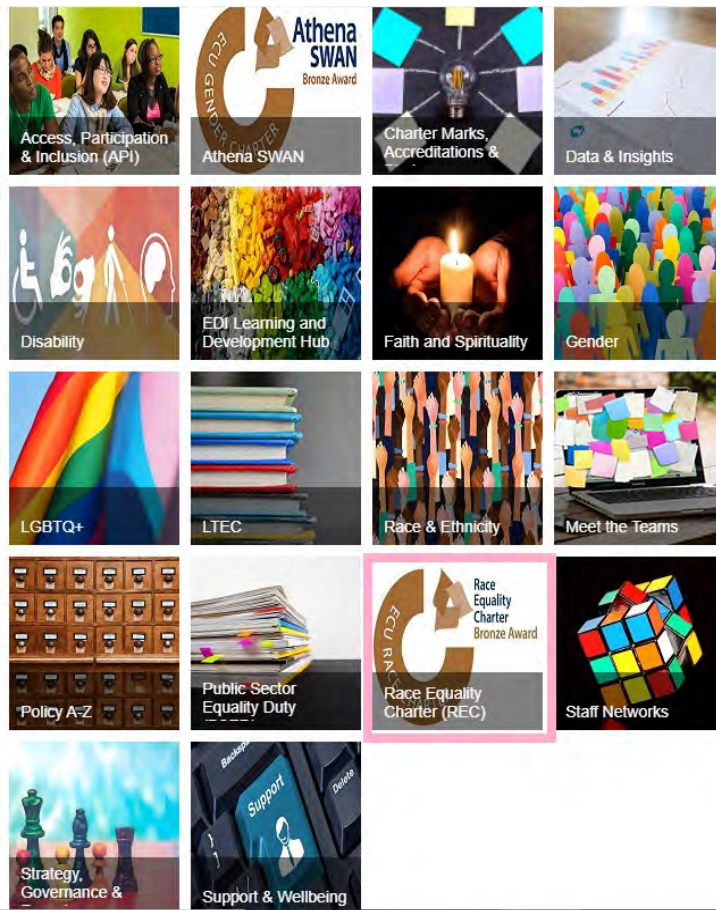 Access, Participation
& Inclusion (API)
ECU GENDER CHARTER
Athena
SWAN
Bronze Award
Athena SWAN
Charter Marks,
Accreditations &
Data & Insights
Disability
EDI Learning and
Development Hub
Faith and Spirituality
Gender
LGBTQ+
LTEC
Race & Ethnicity
Meet the Teams
Policy A-Z
Public Sector
Equality Duty
ECU RACE
Race
Equality
Charter
Bronze Award
Race Equality
Charter (REC)
Staff Networks
Strategy,
Governance &
Backspa
Delete
Support
Support & Wellbeing